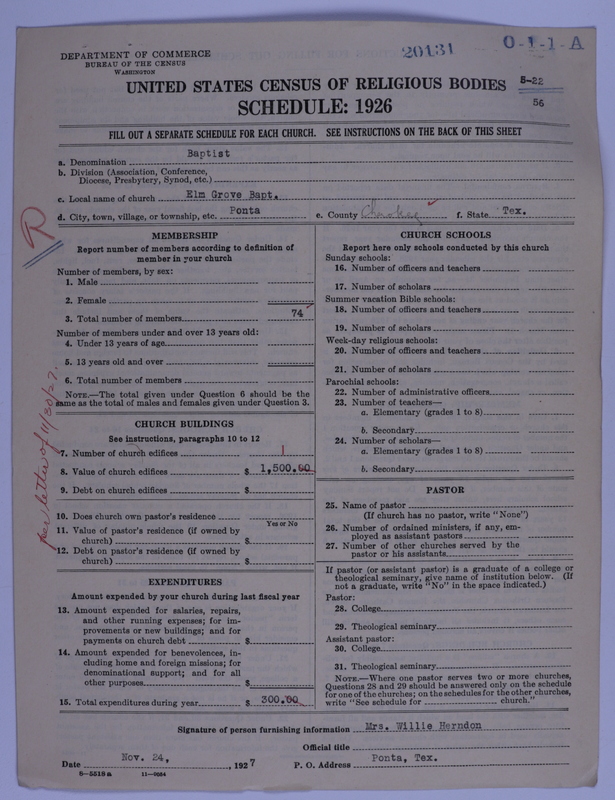 DEPARTMENT OF COMMERCE
BUREAU OF THE CENSUS
WASHINGTON
20131
0-1-1-A
UNITED STATES CENSUS OF RELIGIOUS BODIES
5-22
56
SCHEDULE: 1926
FILL OUT A SEPARATE SCHEDULE FOR EACH CHURCH. SEE INSTRUCTIONS ON THE BACK OF THIS SHEET
a. Denomination Baptist
b. Division (Association, Conference,
Diocese, Presbytery, Synod, etc.)
c. Local name of church Elm Grove Bapt.
d. City, town, village, or township, etc. Ponta e. County Cherokee f. State Tex.
R
per letter of 11/30/27.
MEMBERSHIP
Report number of members according to definition of
member in your church
Number of members, by sex:
1. Male
2. Female
3. Total number of members 74
Number of members under and over 13 years old:
4. Under 13 years of age
5. 13 years old and over
6. Total number of members
NOTE.—The total given under Question 6 should be the
same as the total of males and females given under Question 3.
CHURCH BUILDINGS
See instructions, paragraphs 10 to 12
7. Number of church edifices 1
8. Value of church edifices $ 1,500.00
9. Debt on church edifices $
10. Does church own pastor's residence
Yes or No
11. Value of pastor's residence (if owned by
church) $
12. Debt on pastor's residence (if owned by
church) $
EXPENDITURES
Amount expended by your church during last fiscal year
13. Amount expended for salaries, repairs,
and other running expenses; for im-
provements or new buildings; and for
payments on church debt $
14. Amount expended for benevolences, in-
cluding home and foreign missions; for
denominational support; and for all
other purposes $
15. Total expenditures during year $ 300.00
CHURCH SCHOOLS
Report here only schools conducted by this church
Sunday schools:
16. Number of officers and teachers
17. Number of scholars
Summer vacation Bible schools:
18. Number of officers and teachers
19. Number of scholars
Week-day religious schools:
20. Number of officers and teachers
21. Number of scholars
Parochial schools:
22. Number of administrative officers
23. Number of teachers—
a. Elementary (grades 1 to 8)
b. Secondary
24. Number of scholars—
a. Elementary (grades 1 to 8)
b. Secondary
PASTOR
25. Name of pastor
(If church has no pastor, write "None")
26. Number of ordained ministers, if any, em-
ployed as assistant pastors
27. Number of other churches served by the
pastor or his assistants
If pastor (or assistant pastor) is a graduate of a college or
theological seminary, give name of institution below. (If
not a graduate, write "No" in the space indicated.)
Pastor:
28. College
29. Theological seminary
Assistant pastor:
30. College
31. Theological seminary
NOTE.—Where one pastor serves two or more churches,
Questions 28 and 29 should be answered only on the schedule
for one of the churches; on the schedules for the other churches,
write "See schedule for church."
Signature of person furnishing information Mrs. Willie Herndon
Official title
Date Nov. 24, , 1927 P. O. Address Ponta, Tex.
8-5518a 11-9664